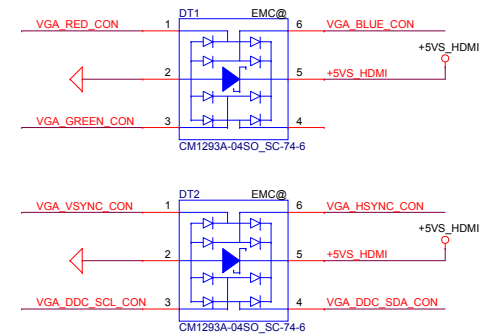 DT1 EMC@
VGA_RED_CON 1 6 VGA_BLUE_CON
+5VS_HDMI
2 5 +5VS_HDMI
VGA_GREEN_CON 3 4
CM1293A-04SO_SC-74-6
DT2 EMC@
VGA_VSYNC_CON 1 6 VGA_HSYNC_CON
+5VS_HDMI
2 5 +5VS_HDMI
VGA_DDC_SCL_CON 3 4 VGA_DDC_SDA_CON
CM1293A-04SO_SC-74-6